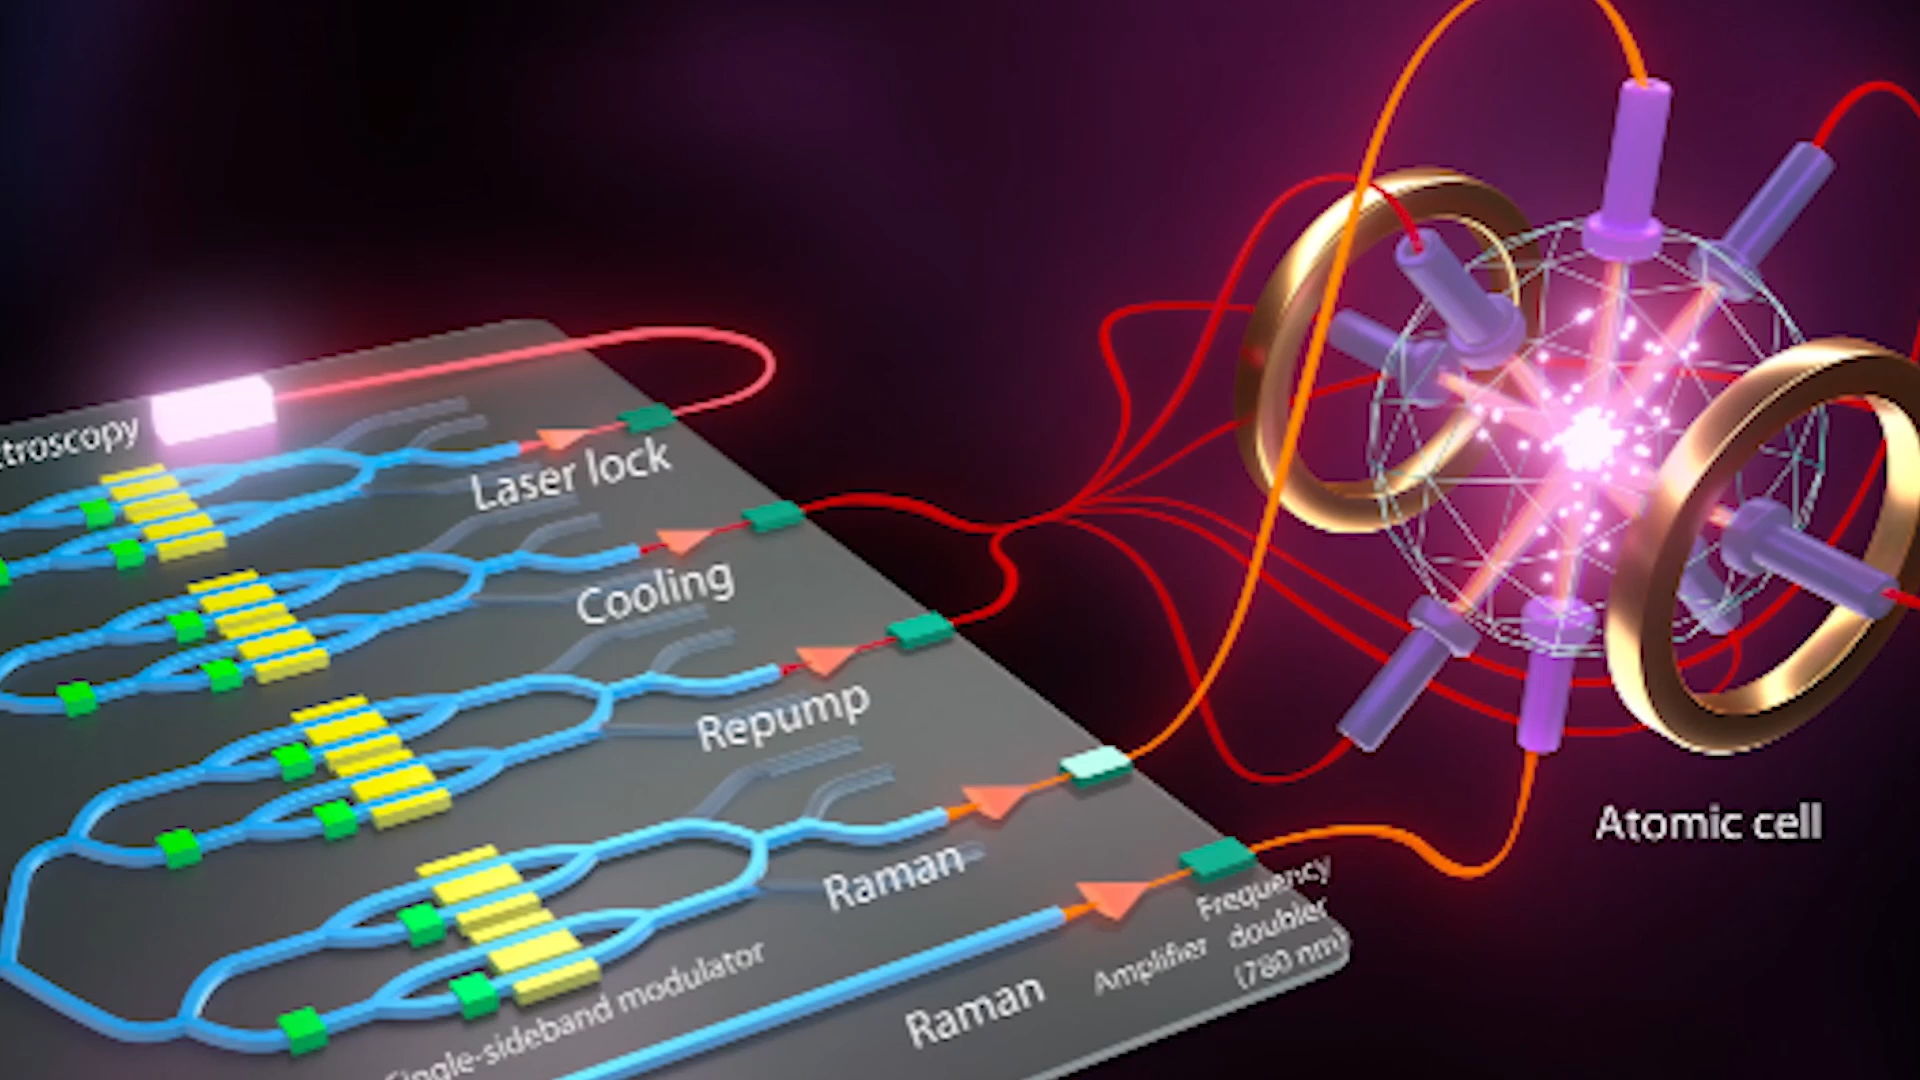 troscopy
Laser lock
Cooling
Repump
Raman
Raman
Single-sideband modulator
Amplifier
Frequency
doubler
(780 nm)
Atomic cell